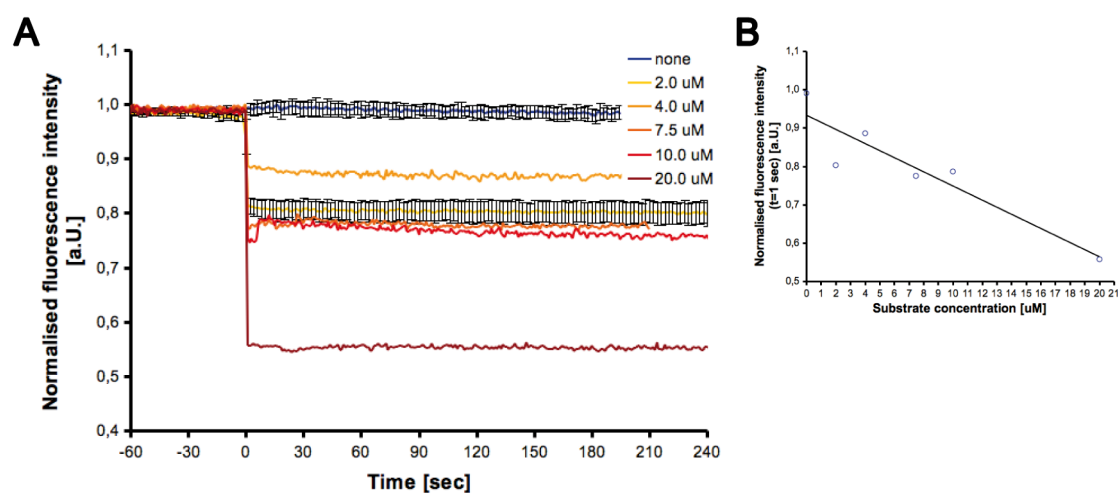 A
Normalised fluorescence intensity
[a.U.]
1,1
1,0
0,9
0,8
0,7
0,6
0,5
0,4
-60 -30 0 30 60 90 120 150 180 210 240
Time [sec]
none
2.0 uM
4.0 uM
7.5 uM
10.0 uM
20.0 uM
B
Normalised fluorescence intensity
(t=1 sec) [a.U.]
1,1
1,0
0,9
0,8
0,7
0,6
0,5
0 1 2 3 4 5 6 7 8 9 10 11 12 13 14 15 16 17 18 19 20 21
Substrate concentration [uM]